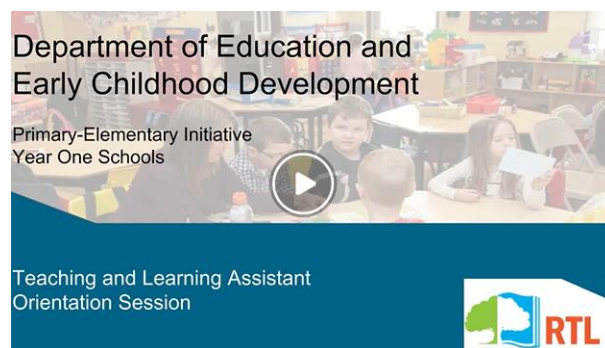 Department of Education and
Early Childhood Development
Primary-Elementary Initiative
Year One Schools
Teaching and Learning Assistant
Orientation Session
RTL